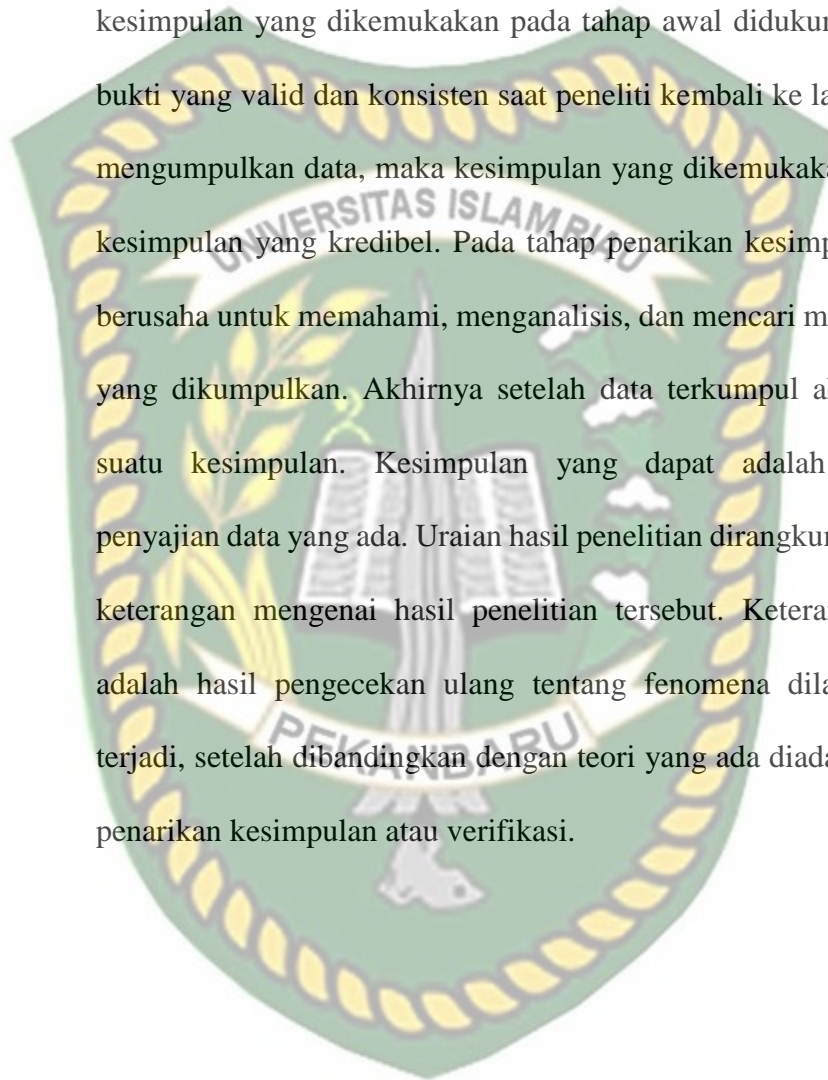 kesimpulan yang dikemukakan pada tahap awal didukun
bukti yang valid dan konsisten saat peneliti kembali ke la
mengumpulkan data, maka kesimpulan yang dikemukaka
UNIVERSITAS ISLAM RIAU
kesimpulan yang kredibel. Pada tahap penarikan kesimp
berusaha untuk memahami, menganalisis, dan mencari m
yang dikumpulkan. Akhirnya setelah data terkumpul a
suatu kesimpulan. Kesimpulan yang dapat adalah
penyajian data yang ada. Uraian hasil penelitian dirangku
keterangan mengenai hasil penelitian tersebut. Ketera
adalah hasil pengecekan ulang tentang fenomena dila
PEKANBARU
terjadi, setelah dibandingkan dengan teori yang ada diada
penarikan kesimpulan atau verifikasi.